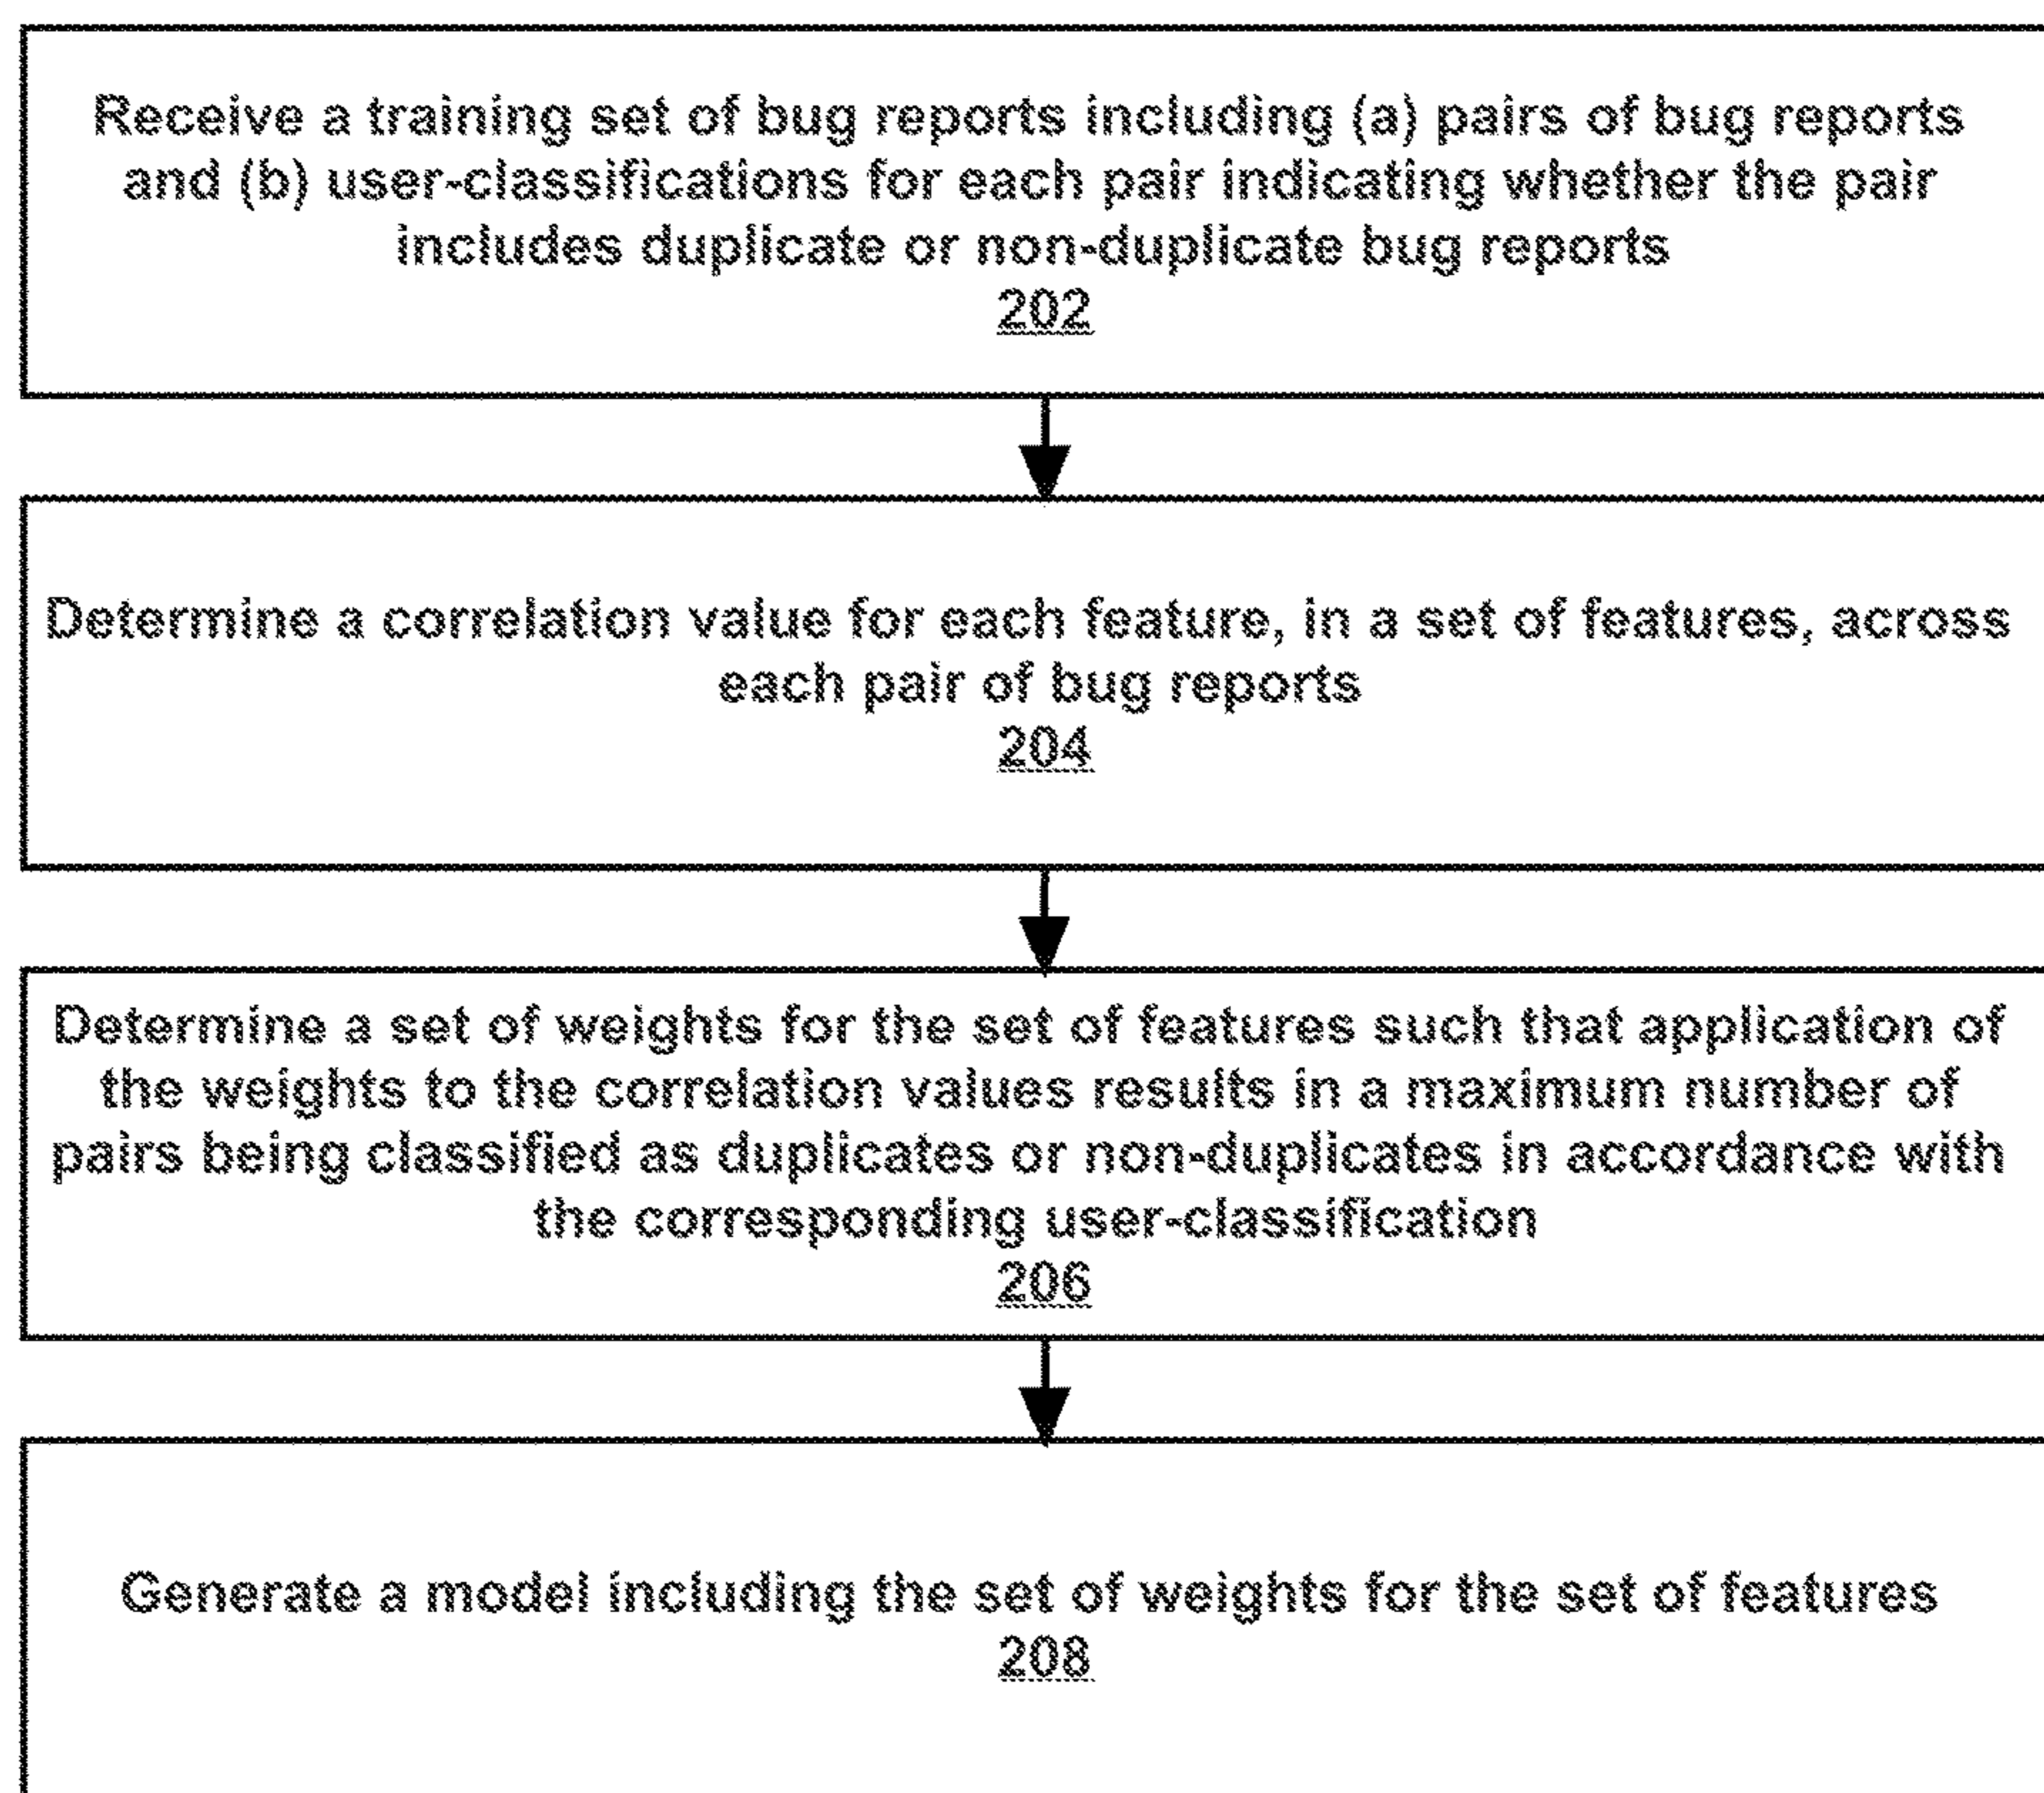 Receive a training set of bug reports including (a) pairs of bug reports
and (b) user-classifications for each pair indicating whether the pair
includes duplicate or non-duplicate bug reports
202
Determine a correlation value for each feature, in a set of features, across
each pair of bug reports
204
Determine a set of weights for the set of features such that application of
the weights to the correlation values results in a maximum number of
pairs being classified as duplicates or non-duplicates in accordance with
the corresponding user-classification
206
Generate a model including the set of weights for the set of features
208